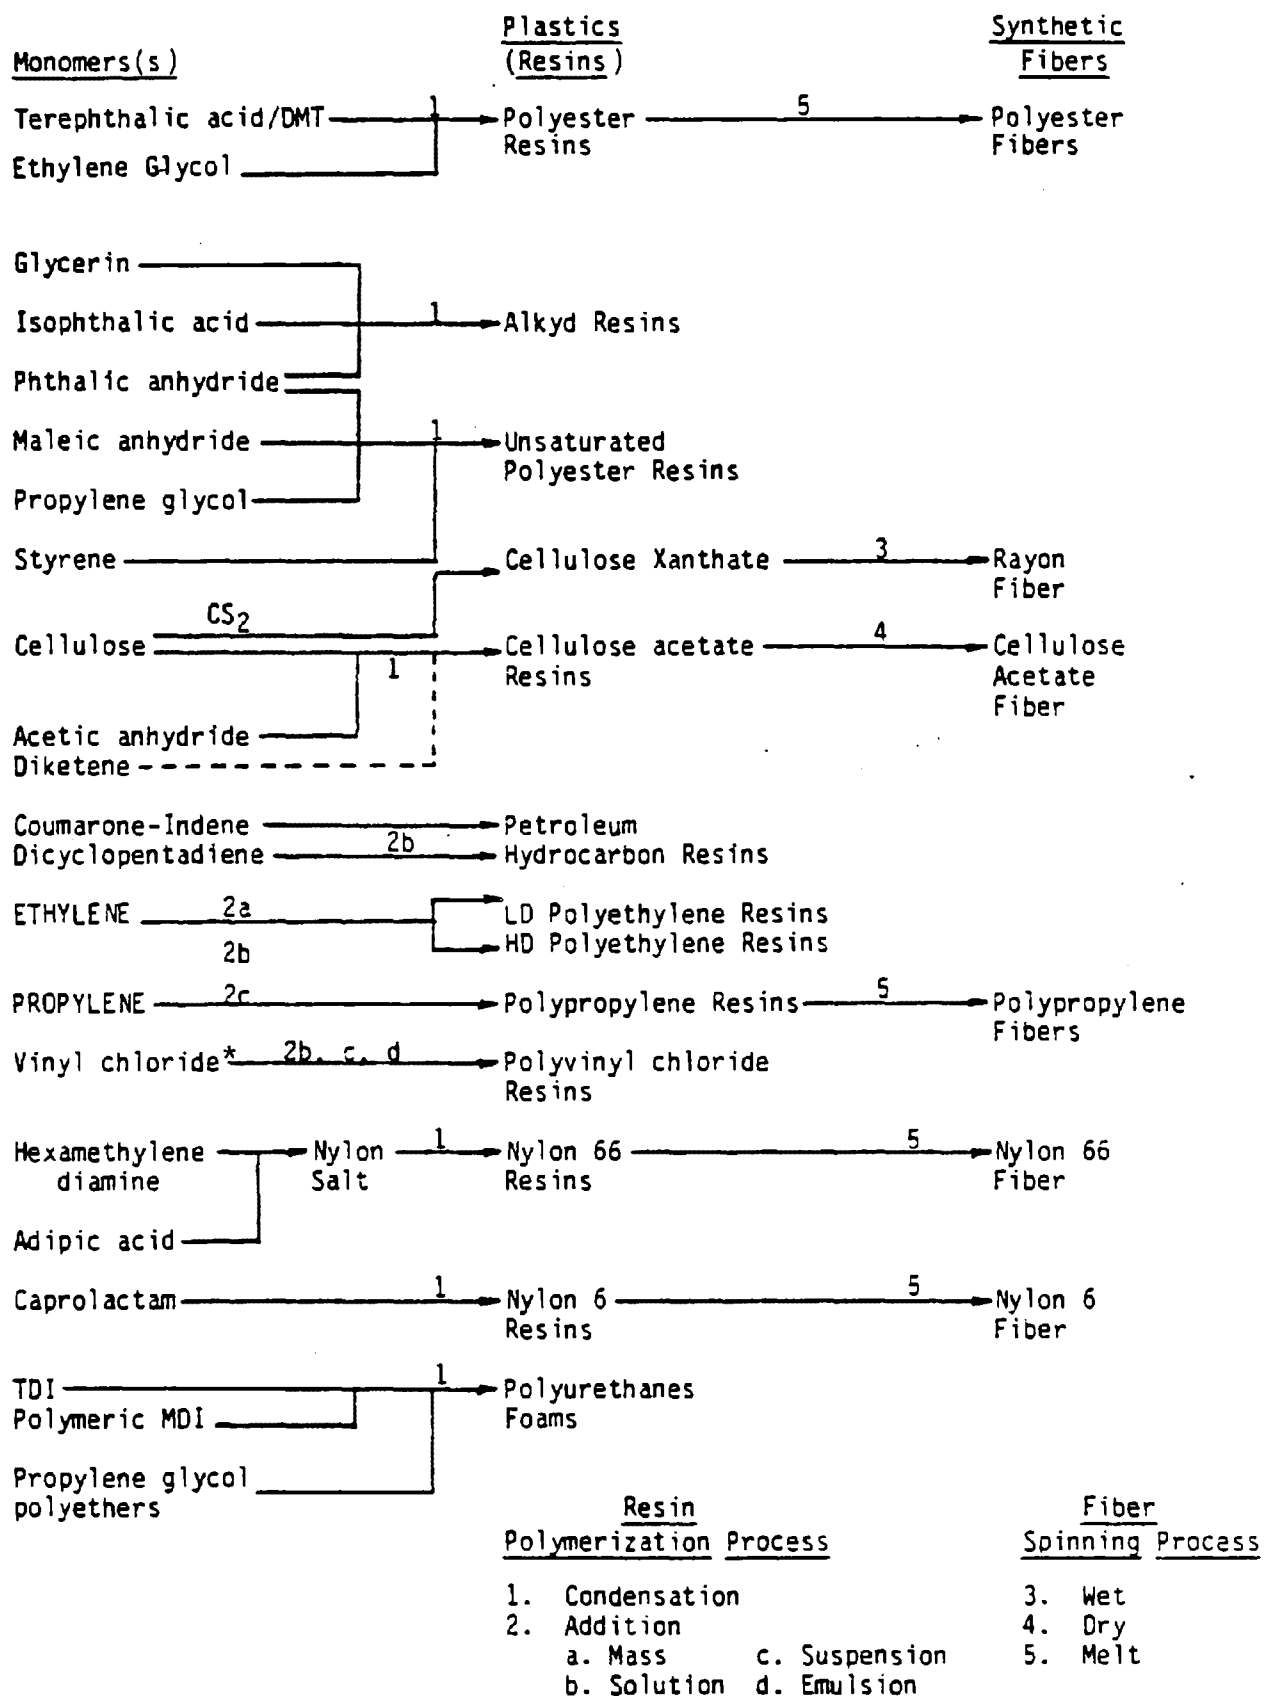 Plastics
Synthetic
Monomers(s)
(Resins)
Fibers
Terephthalic acid/DMT
1
Polyester
5
Polyester
Resins
Fibers
Ethylene Glycol
Glycerin
Isophthalic acid
1
Alkyd Resins
Phthalic anhydride
Maleic anhydride
1
Unsaturated
Polyester Resins
Propylene glycol
Styrene
Cellulose Xanthate
3
Rayon
Fiber
CS2
Cellulose
Cellulose acetate
4
Cellulose
1
Resins
Acetate
Fiber
Acetic anhydride
Diketene
Coumarone-Indene
Petroleum
Dicyclopentadiene
2b
Hydrocarbon Resins
ETHYLENE
2a
LD Polyethylene Resins
2b
HD Polyethylene Resins
PROPYLENE
2c
Polypropylene Resins
5
Polypropylene
Fibers
Vinyl chloride*
2b, c, d
Polyvinyl chloride
Resins
Hexamethylene
Nylon
1
Nylon 66
5
Nylon 66
diamine
Salt
Resins
Fiber
Adipic acid
Caprolactam
1
Nylon 6
5
Nylon 6
Resins
Fiber
TDI
1
Polyurethanes
Polymeric MDI
Foams
Propylene glycol
polyethers
Resin
Fiber
Polymerization Process
Spinning Process
1. Condensation
3. Wet
2. Addition
4. Dry
a. Mass
c. Suspension
5. Melt
b. Solution
d. Emulsion